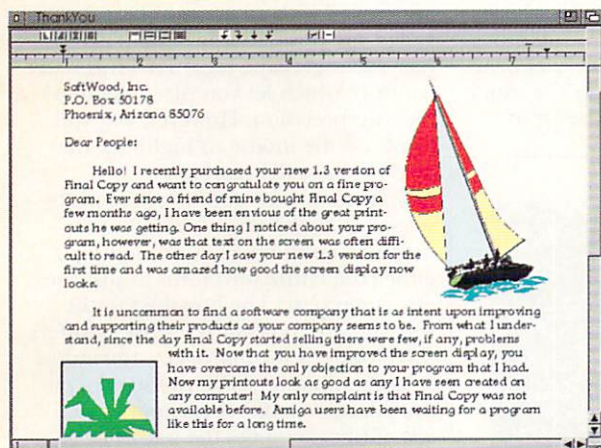 ThankYou
SoftWood, Inc.
P.O. Box 50178
Phoenix, Arizona 85076
Dear People:
Hello! I recently purchased your new 1.3 version of
Final Copy and want to congratulate you on a fine pro-
gram. Ever since a friend of mine bought Final Copy a
few months ago, I have been envious of the great print-
outs he was getting. One thing I noticed about your pro-
gram, however, was that text on the screen was often diffi-
cult to read. The other day I saw your new 1.3 version for the
first time and was amazed how good the screen display now
looks.
It is uncommon to find a software company that is as intent upon improving
and supporting their products as your company seems to be. From what I under-
stand, since the day Final Copy started selling there were few, if any, problems
with it. Now that you have improved the screen display, you
have overcome the only objection to your program that I had.
Now my printouts look as good as any I have seen created on
any computer! My only complaint is that Final Copy was not
available before. Amiga users have been waiting for a program
like this for a long time.